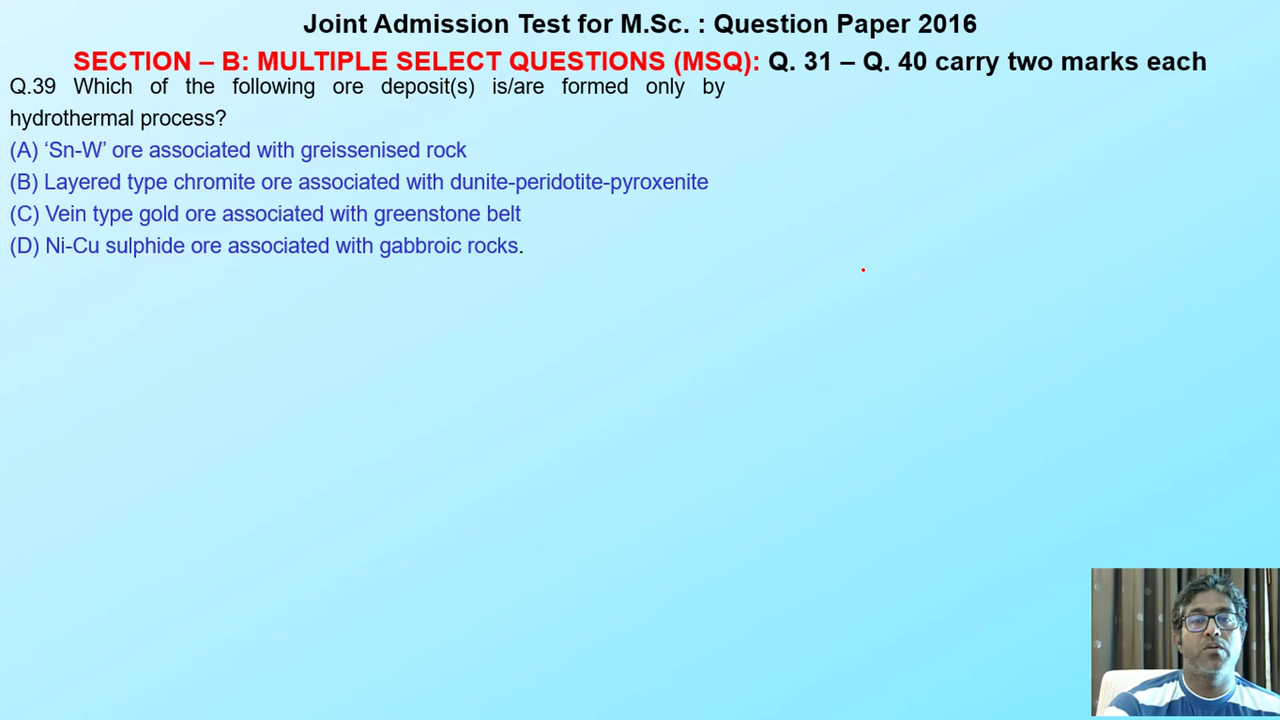 Joint Admission Test for M.Sc. : Question Paper 2016
SECTION – B: MULTIPLE SELECT QUESTIONS (MSQ): Q. 31 – Q. 40 carry two marks each
Q.39 Which of the following ore deposit(s) is/are formed only by
hydrothermal process?
(A) ‘Sn-W’ ore associated with greissenised rock
(B) Layered type chromite ore associated with dunite-peridotite-pyroxenite
(C) Vein type gold ore associated with greenstone belt
(D) Ni-Cu sulphide ore associated with gabbroic rocks.